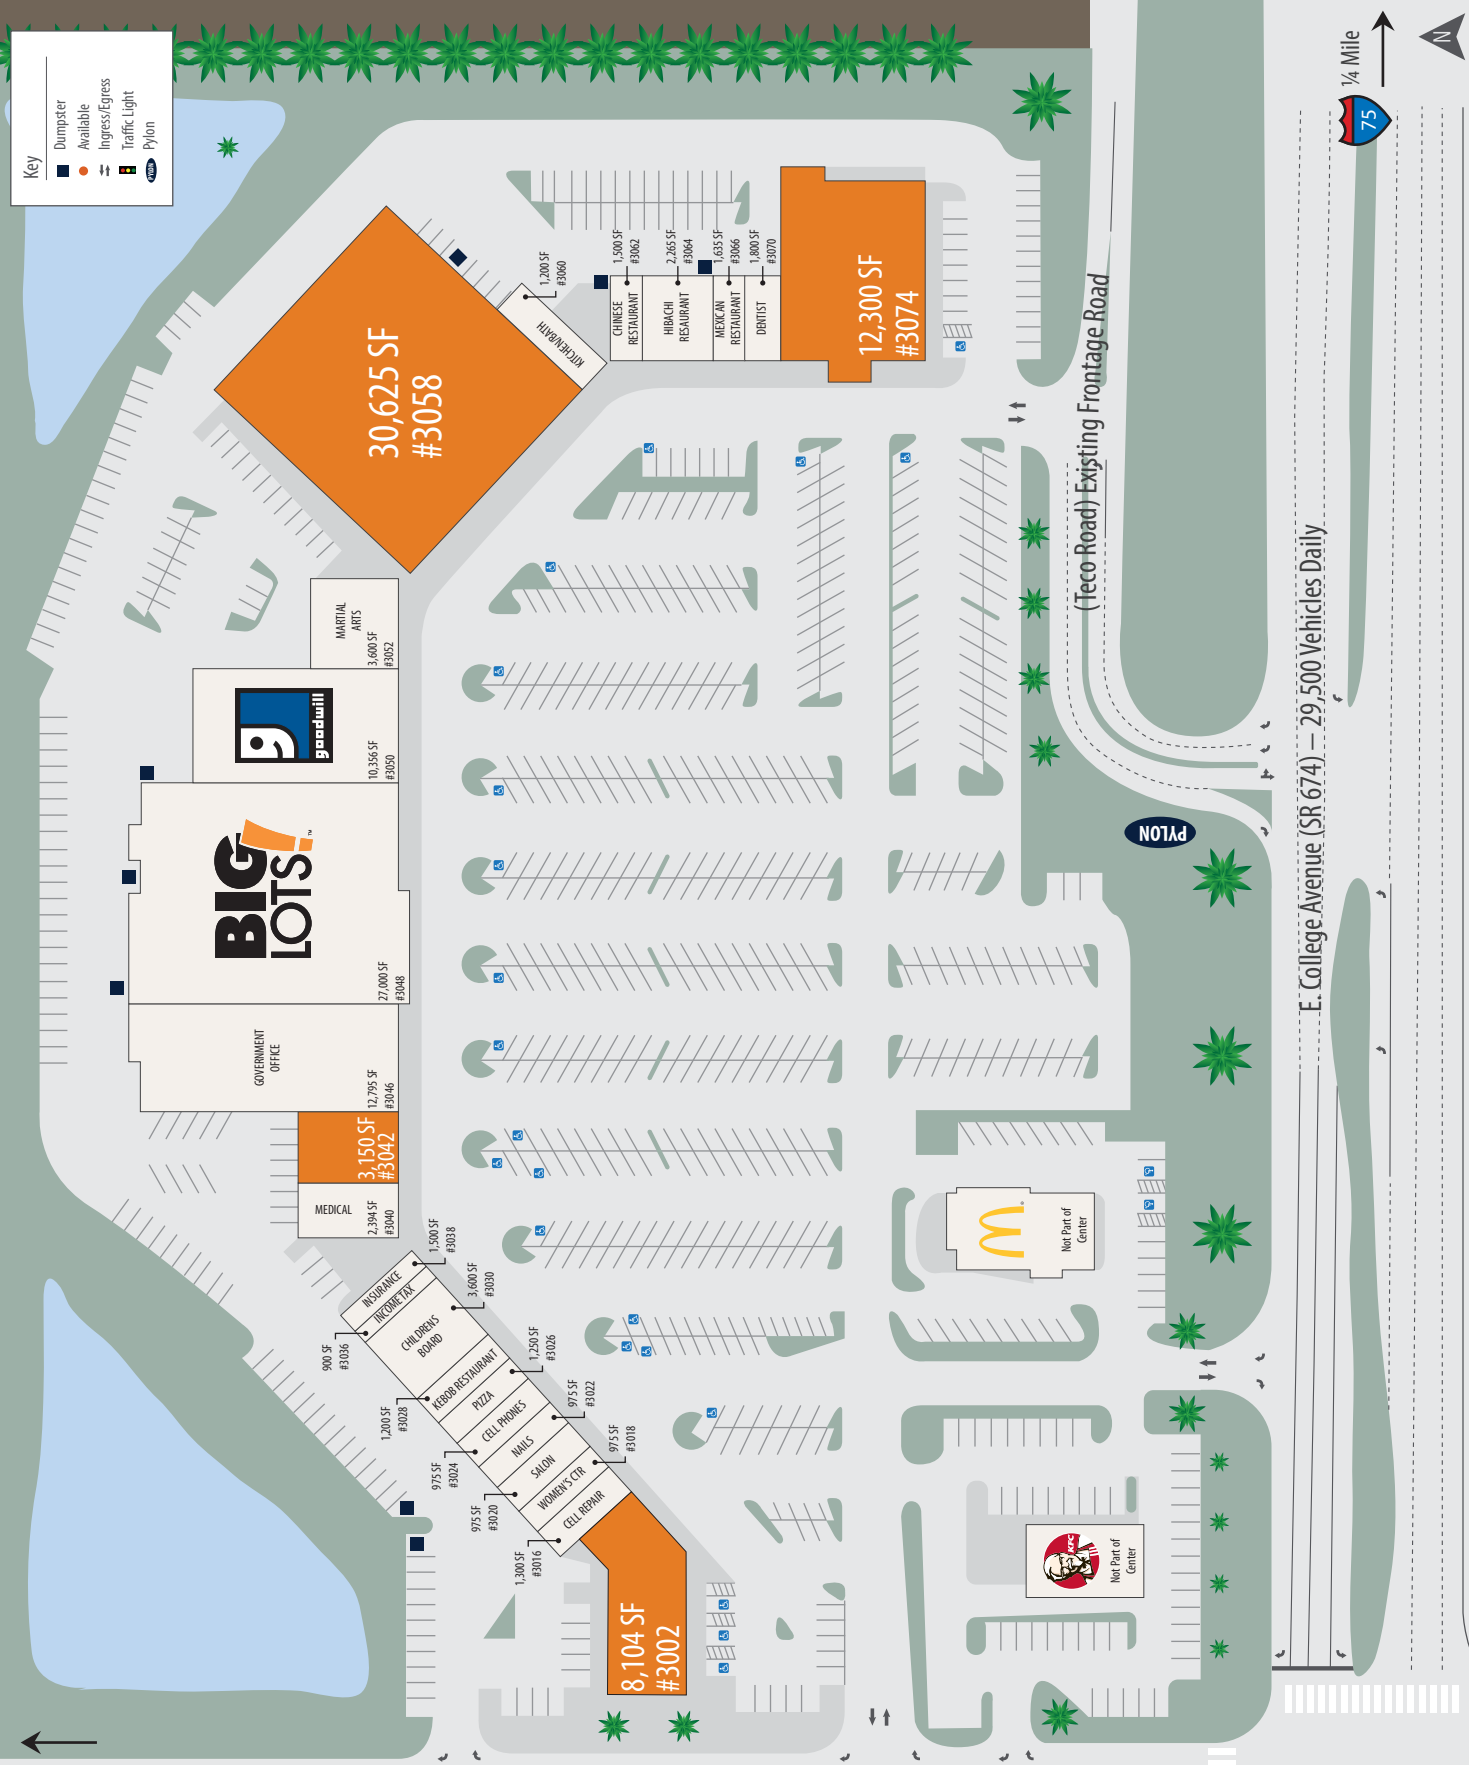 Key
Dumpster
Available
Ingress/Egress
Traffic Light
PYLON
Pylon
N
¼ Mile
75
30,625 SF
#3058
1,200 SF
#3060
KITCHEN/BATH
1,500 SF
#3062
CHINESE
RESTAURANT
2,265 SF
#3064
HIBACHI
RESAURANT
1,635 SF
#3066
MEXICAN
RESTAURANT
1,800 SF
#3070
DENTIST
12,300 SF
#3074
(Teco Road) Existing Frontage Road
E. College Avenue (SR 674) – 29,500 Vehicles Daily
PYLON
MARTIAL
ARTS
3,600 SF
#3052
goodwill
10,356 SF
#3050
BIG
LOTS!
™
27,000 SF
#3048
GOVERNMENT
OFFICE
12,795 SF
#3046
3,150 SF
#3042
MEDICAL
2,394 SF
#3040
1,500 SF
#3038
INSURANCE
INCOME TAX
900 SF
#3036
CHILDRENS
BOARD
3,600 SF
#3030
KEBOB RESTAURANT
1,200 SF
#3028
PIZZA
1,250 SF
#3026
CELL PHONES
975 SF
#3024
NAILS
975 SF
#3022
SALON
975 SF
#3020
WOMEN'S CTR
975 SF
#3018
CELL REPAIR
1,300 SF
#3016
8,104 SF
#3002
Not Part of
Center
KFC
Not Part of
Center